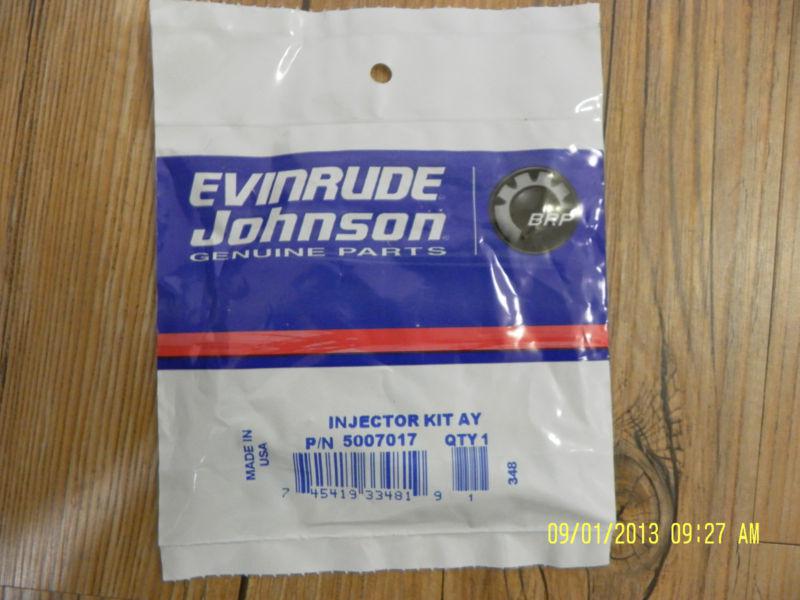 EVINRUDE
Johnson
GENUINE PARTS
BRP
INJECTOR KIT AY
P/N 5007017 QTY 1
MADE IN
USA
7 45419 33481 9 1
348
09/01/2013 09:27 AM